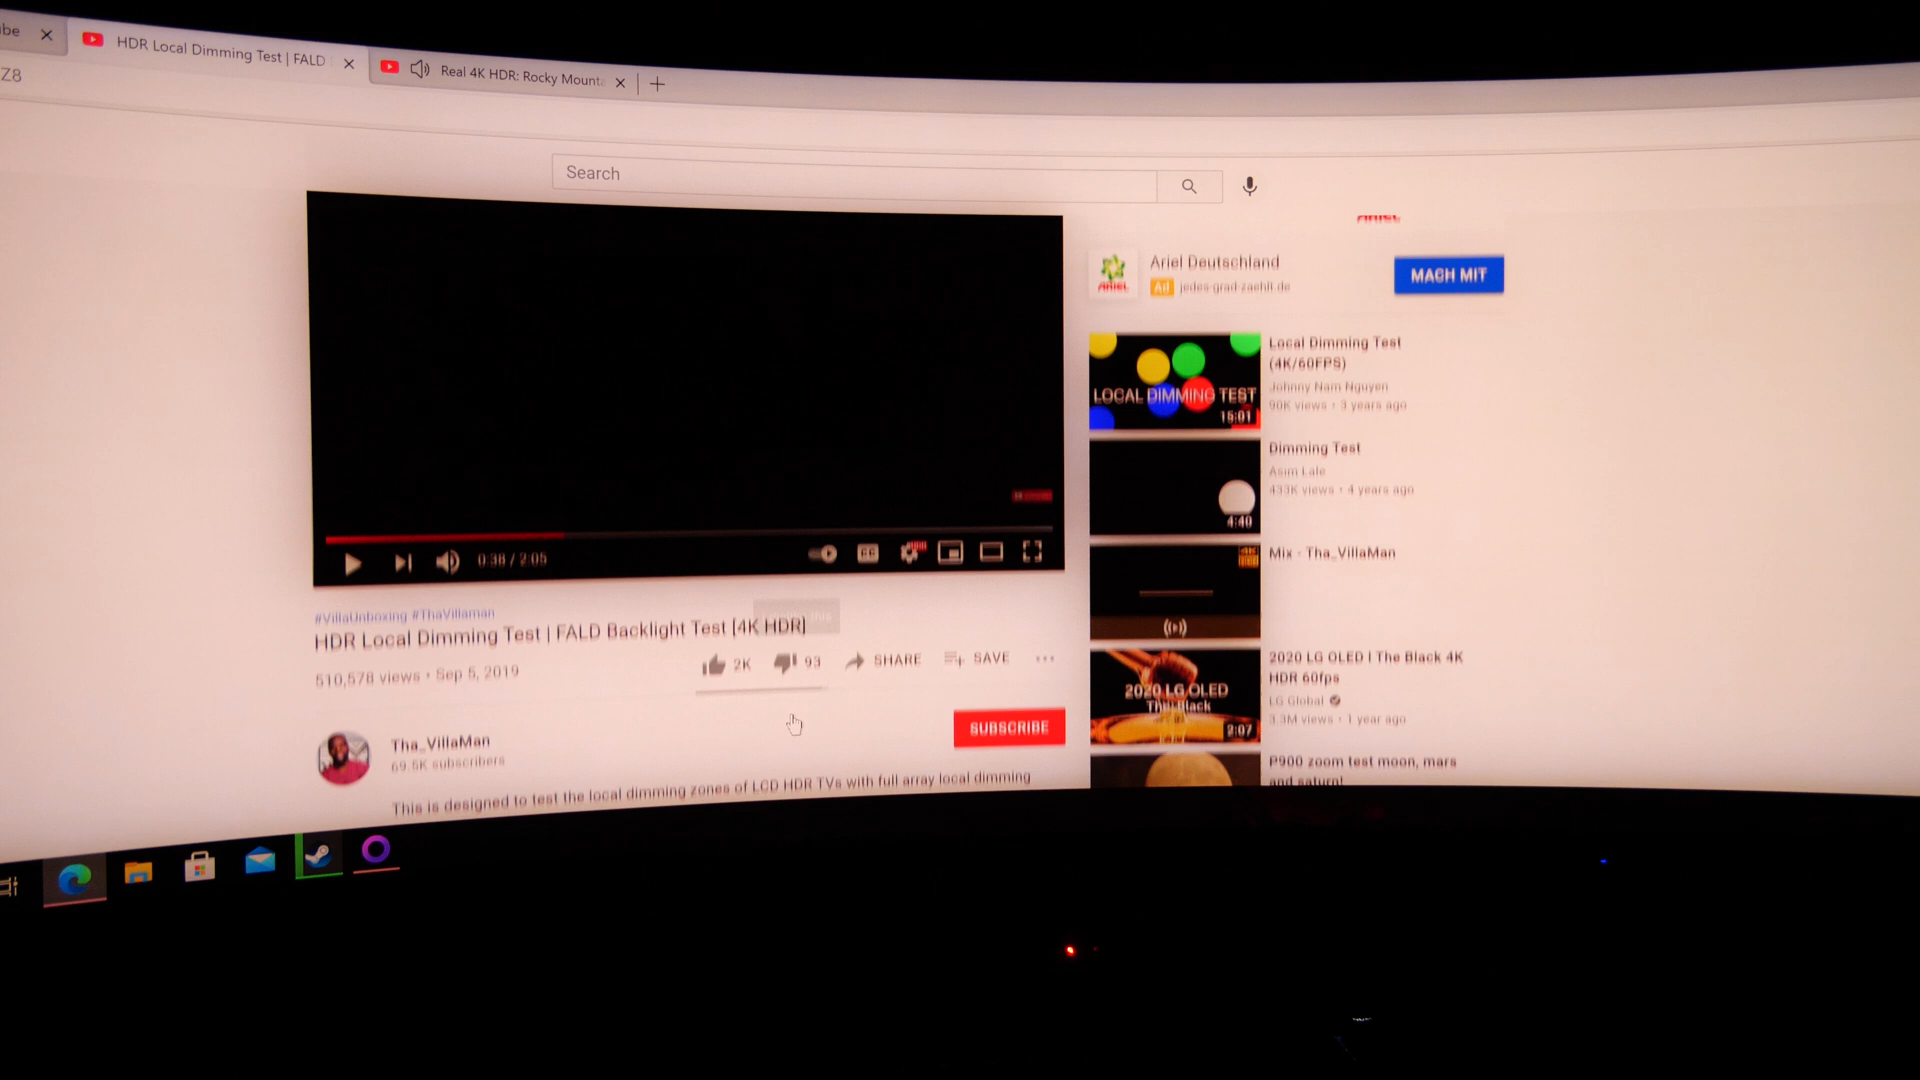 be
HDR Local Dimming Test | FALD
Real 4K HDR: Rocky Mount
Z8
Search
ARIEL
Ariel Deutschland
ARIEL
Ad jedes-grad-zaehlt.de
MACH MIT
LOCAL DIMMING TEST
15:01
Local Dimming Test
(4K/60FPS)
Johnny Nam Nguyen
90K views • 3 years ago
4:40
Dimming Test
Asim Lale
433K views • 4 years ago
4K
Mix - Tha_VillaMan
0:38 / 2:05
#VillaUnboxing #ThaVillaman
HDR Local Dimming Test | FALD Backlight Test [4K HDR]
510,578 views • Sep 5, 2019
2K
93
SHARE
SAVE
2020 LG OLED
The Black
2:07
2020 LG OLED l The Black 4K
HDR 60fps
LG Global
3.3M views • 1 year ago
Tha_VillaMan
69.5K subscribers
SUBSCRIBE
This is designed to test the local dimming zones of LCD HDR TVs with full array local dimming
P900 zoom test moon, mars
and saturn!